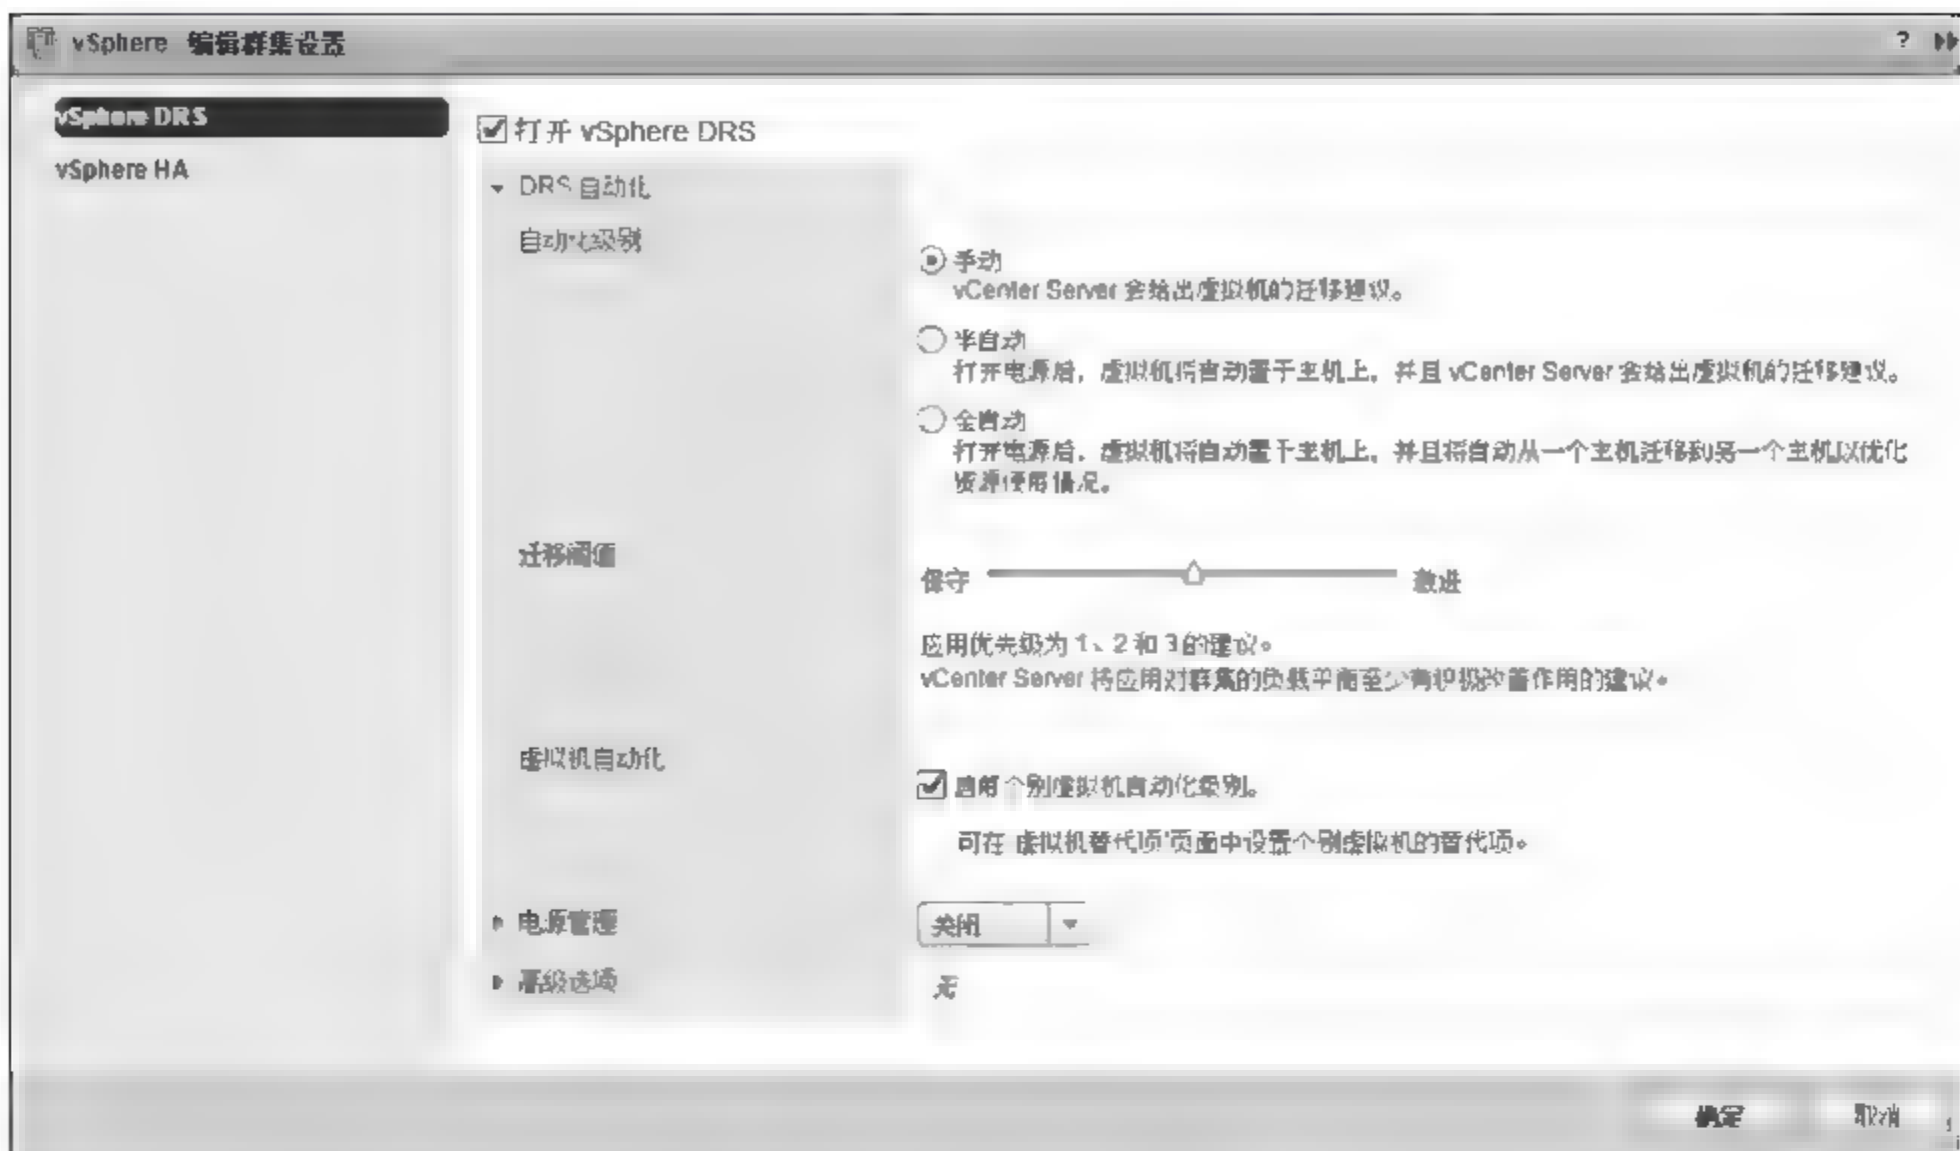 vSphere 编辑群集设置 ?
vSphere DRS
vSphere HA
打开 vSphere DRS
DRS 自动化
自动化级别
手动
vCenter Server 会给出虚拟机的迁移建议。
半自动
打开电源后，虚拟机将自动置于主机上，并且 vCenter Server 会给出虚拟机的迁移建议。
全自动
打开电源后，虚拟机将自动置于主机上，并且将自动从一个主机迁移到另一个主机以优化
资源使用情况。
迁移阈值
保守 激进
应用优先级为 1、2 和 3 的建议。
vCenter Server 将应用对群集的负载平衡至少有积极改善作用的建议。
虚拟机自动化
启用个别虚拟机自动化级别。
可在 虚拟机替代项"页面中设置个别虚拟机的替代项。
电源管理
关闭
高级选项
无
确定 取消